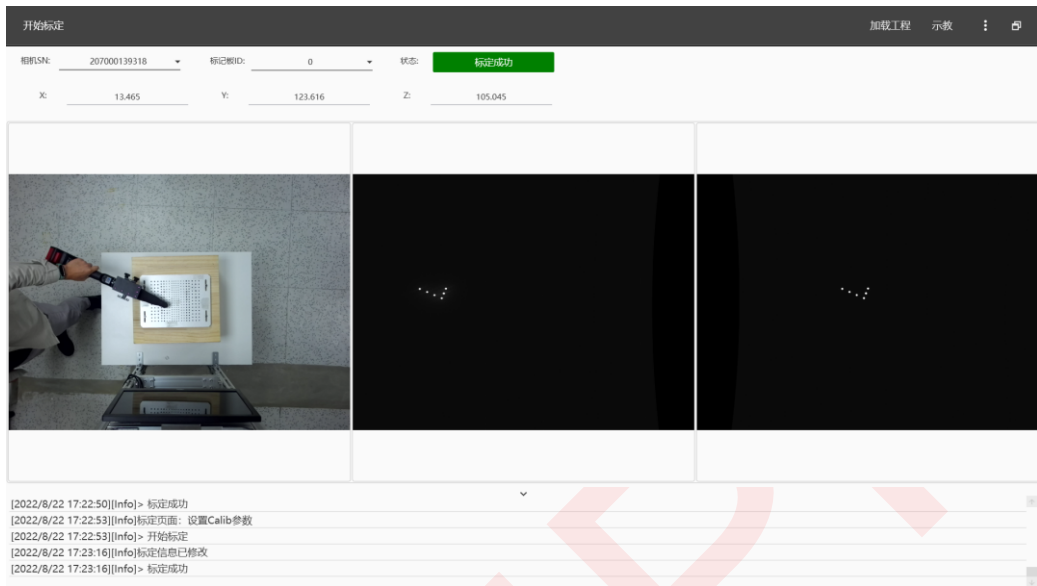 开始标定 加载工程 示教
相机SN: 207000139318 标记板ID: 0 状态: 标定成功
X: 13.465 Y: 123.616 Z: 105.045
[2022/8/22 17:22:50][Info]> 标定成功
[2022/8/22 17:22:53][Info]标定页面：设置Calib参数
[2022/8/22 17:22:53][Info]> 开始标定
[2022/8/22 17:23:16][Info]标定信息已修改
[2022/8/22 17:23:16][Info]> 标定成功